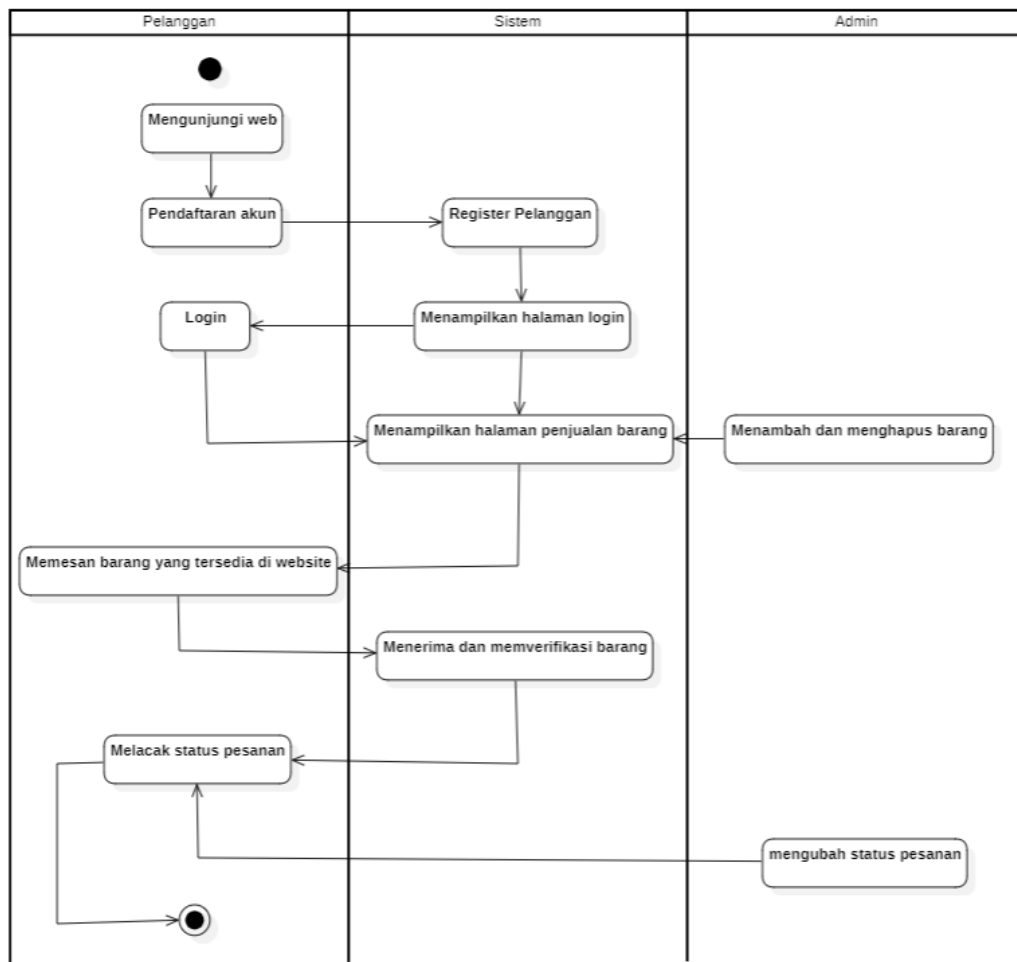 Pelanggan
Sistem
Admin
Mengunjungi web
Pendaftaran akun
Register Pelanggan
Login
Menampilkan halaman login
Menampilkan halaman penjualan barang
Menambah dan menghapus barang
Memesan barang yang tersedia di website
Menerima dan memverifikasi barang
Melacak status pesanan
mengubah status pesanan